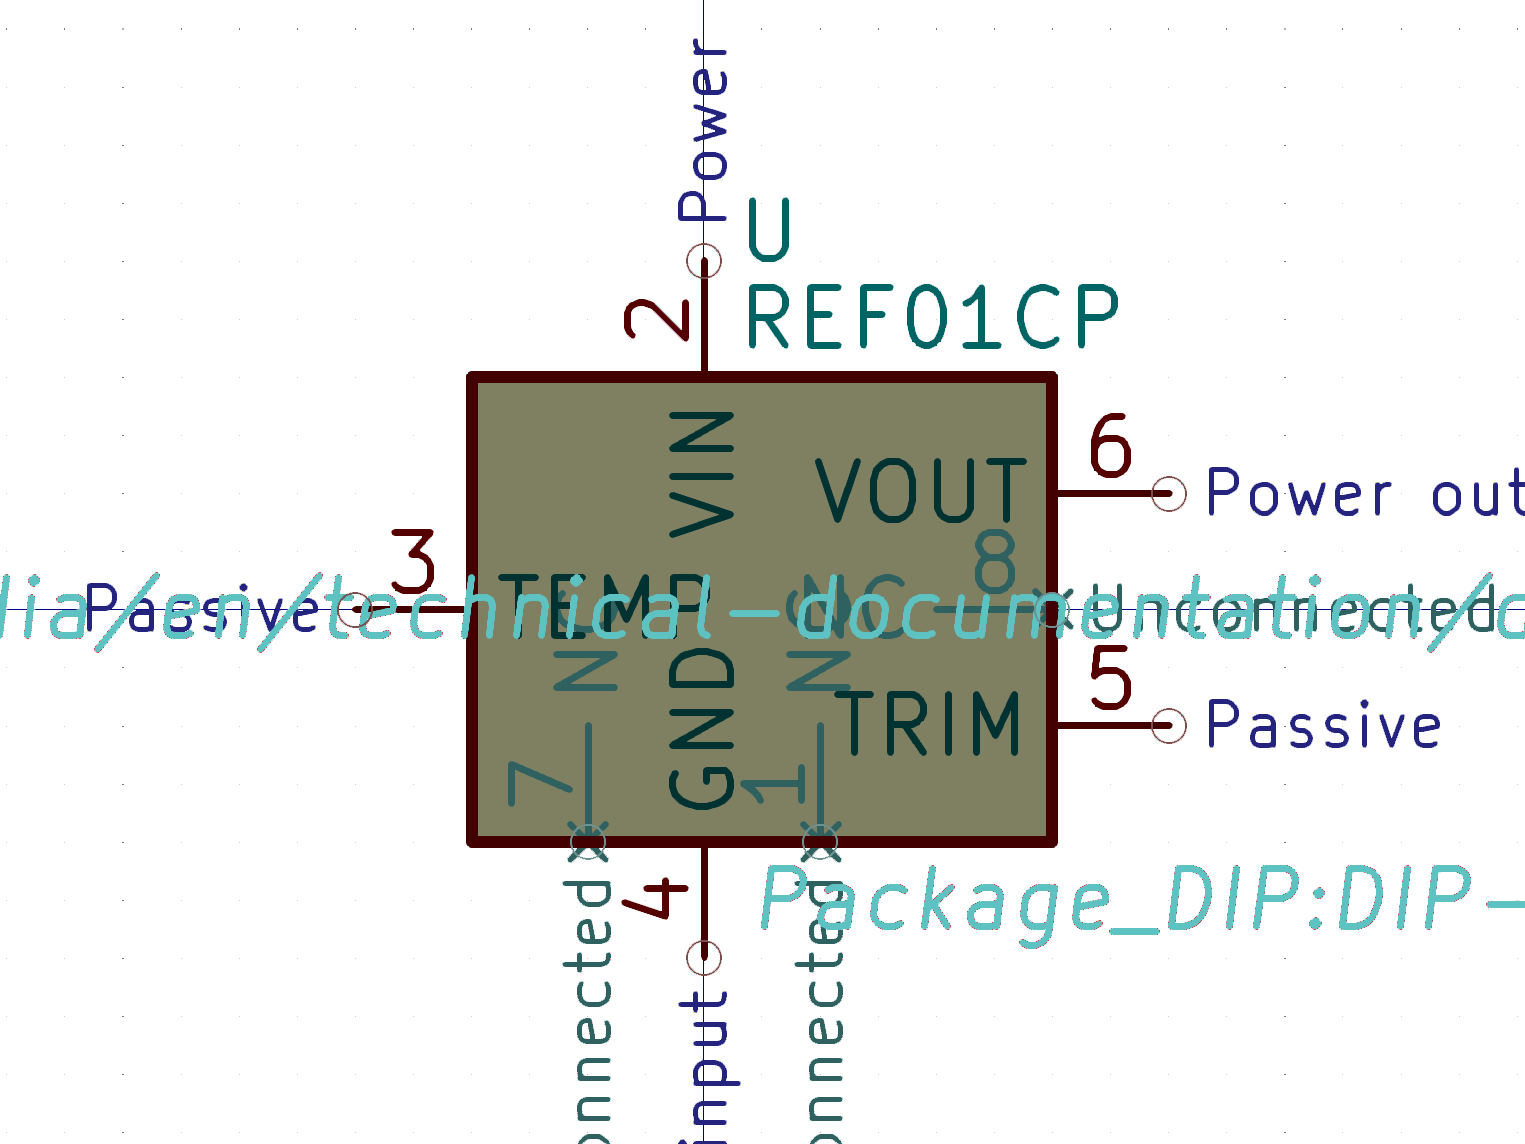 Power
U
2
REF01CP
VIN
6
VOUT
Power out
3
8
Passive
TEMP
NC
Unconnected
dia/en/technical-documentation/d
NC
NC
GND
5
TRIM
Passive
7
1
4
Package_DIP:DIP-
onnected
input
onnected